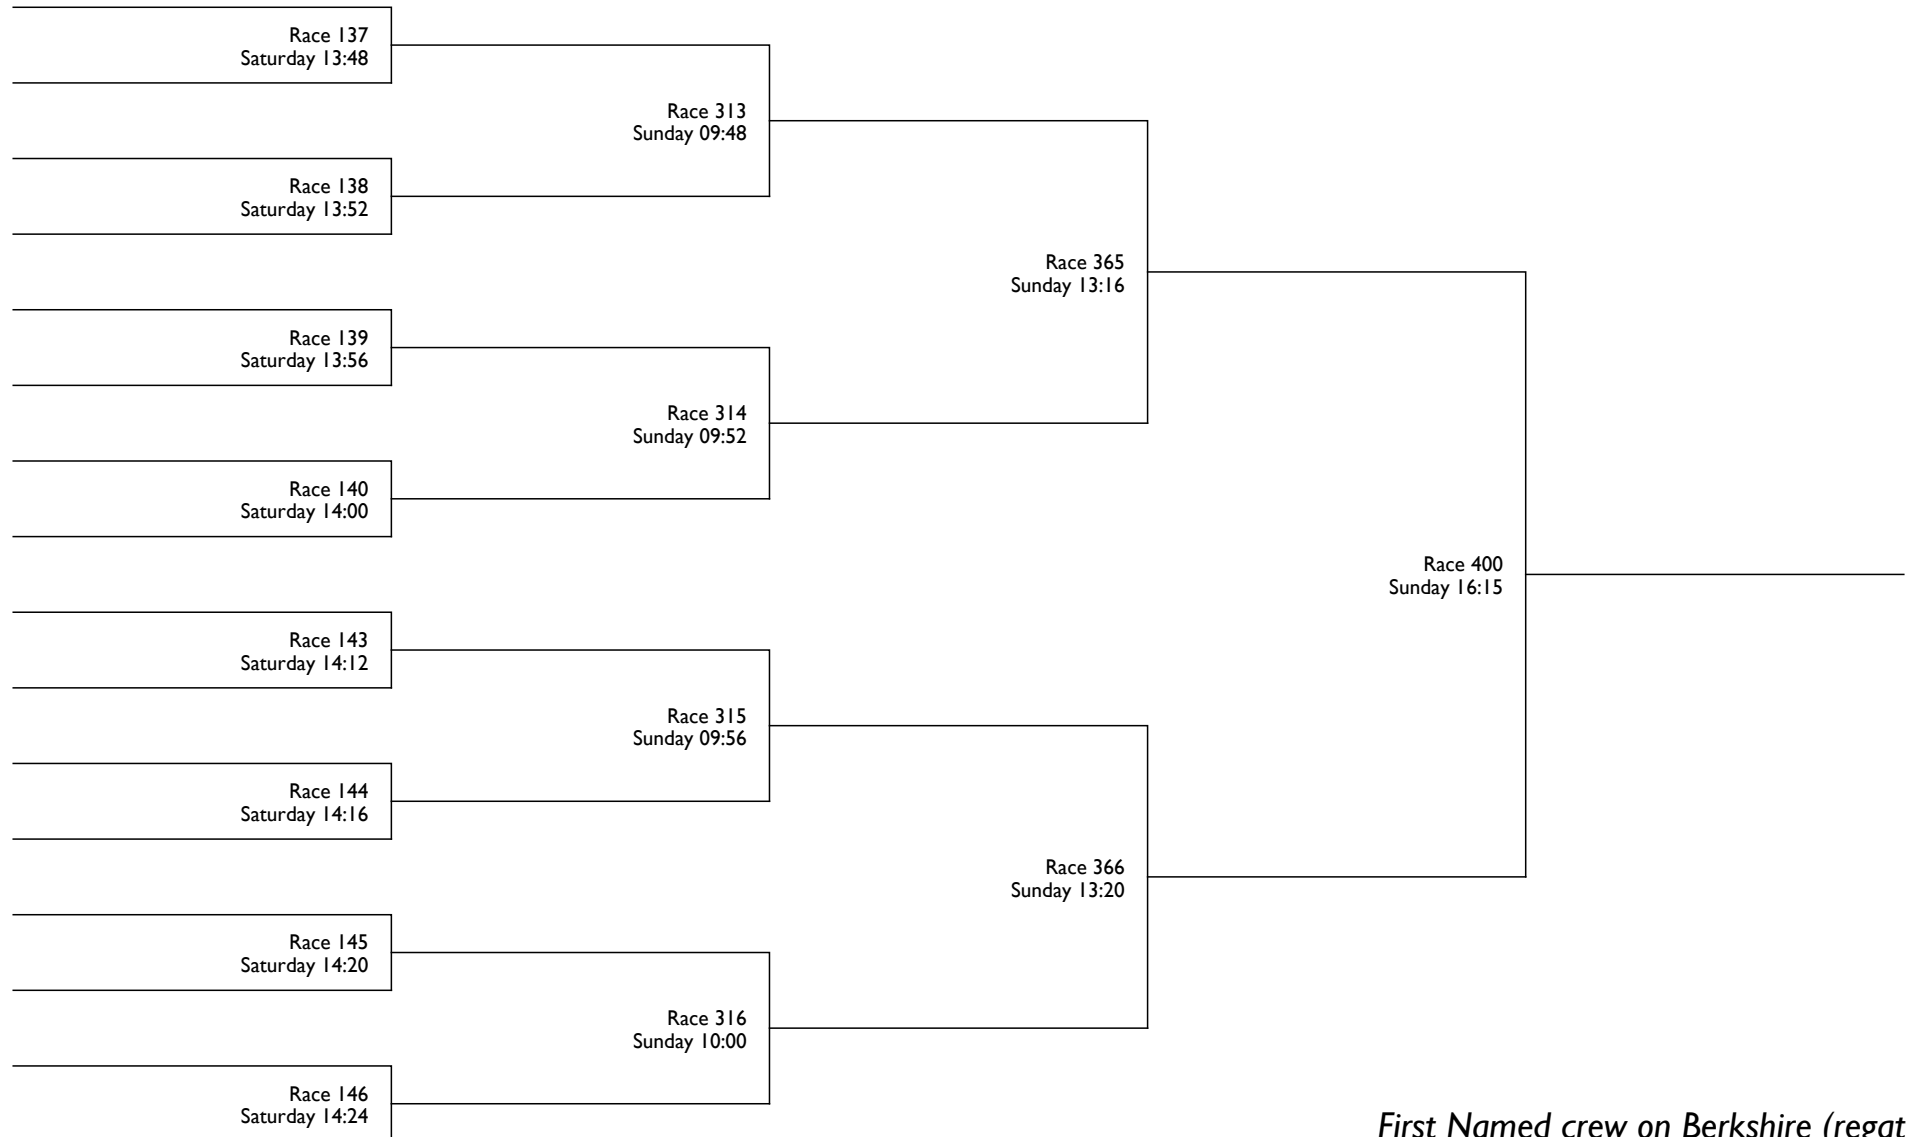 Race 137
Saturday 13:48
Race 313
Sunday 09:48
Race 138
Saturday 13:52
Race 365
Sunday 13:16
Race 139
Saturday 13:56
Race 314
Sunday 09:52
Race 140
Saturday 14:00
Race 400
Sunday 16:15
Race 143
Saturday 14:12
Race 315
Sunday 09:56
Race 144
Saturday 14:16
Race 366
Sunday 13:20
Race 145
Saturday 14:20
Race 316
Sunday 10:00
Race 146
Saturday 14:24
First Named crew on Berkshire (regat